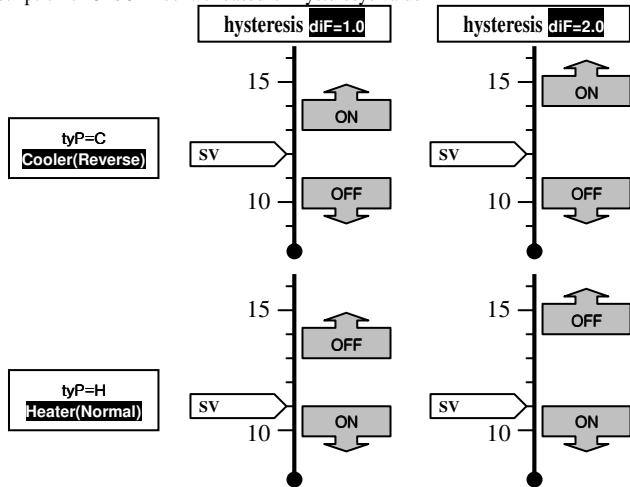 hysteresis diF=1.0
hysteresis diF=2.0
15
ON
15
ON
tyP=C
Cooler(Reverse)
SV
SV
10
OFF
10
OFF
15
OFF
15
OFF
tyP=H
Heater(Normal)
SV
SV
10
ON
10
ON